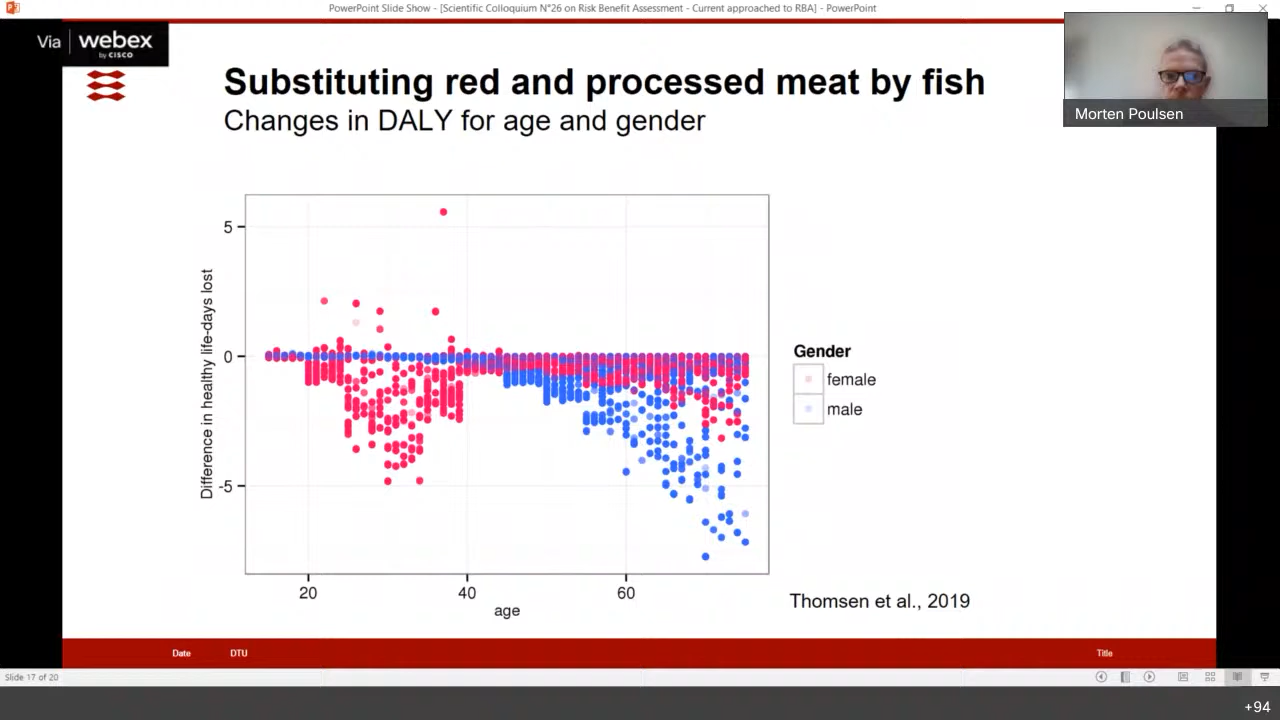 PowerPoint Slide Show - [Scientific Colloquium N°26 on Risk Benefit Assessment - Current approached to RBA] - PowerPoint
Via webex
by CISCO
Morten Poulsen
Substituting red and processed meat by fish
Changes in DALY for age and gender
Difference in healthy life-days lost
5
0
-5
20 40 60
age
Gender
female
male
Thomsen et al., 2019
Date DTU Title
Slide 17 of 20
+94